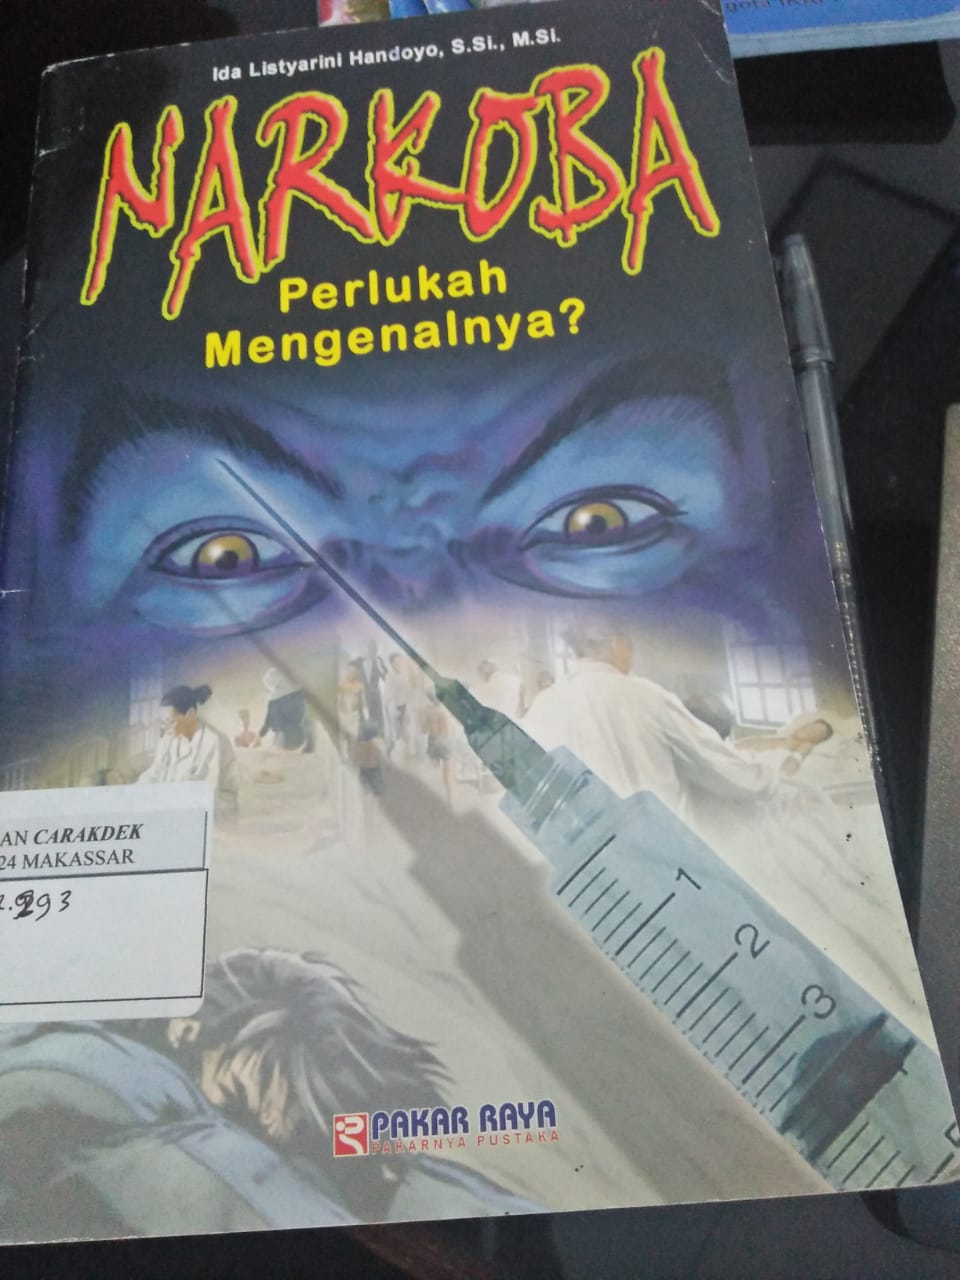 Ida Listyarini Handoyo, S.Si., M.Si.
NARKOBA
Perlukah
Mengenalnya?
AN CARAKDEK
24 MAKASSAR
293
1
2
3
PAKAR RAYA
PAKARNYA PUSTAKA